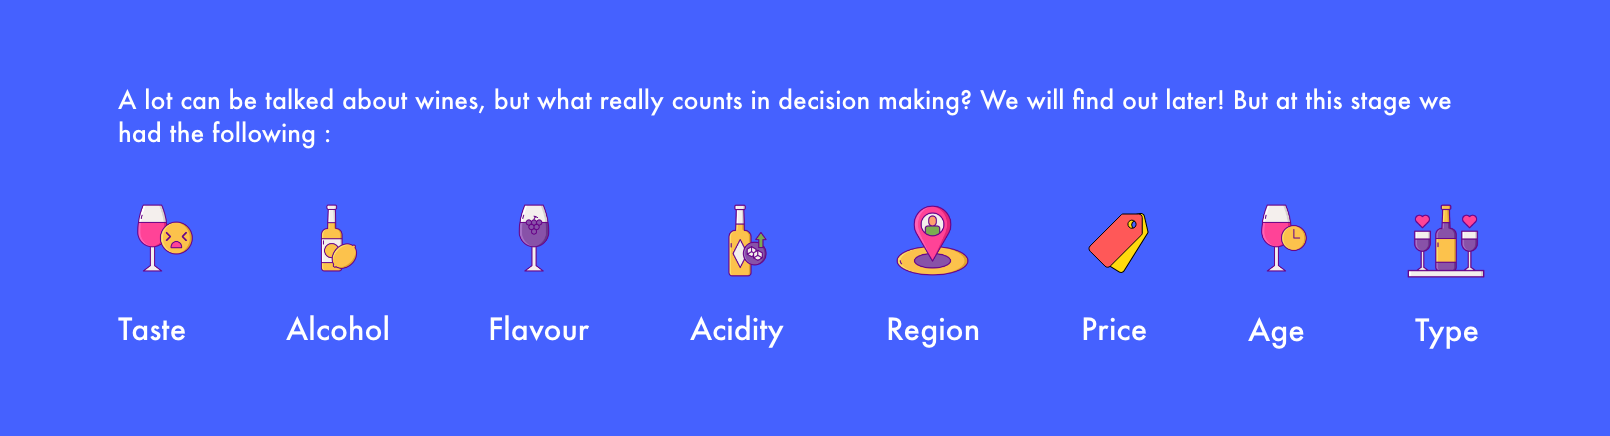 A lot can be talked about wines, but what really counts in decision making? We will find out later! But at this stage we
had the following :
Taste
Alcohol
Flavour
Acidity
Region
Price
Age
Type